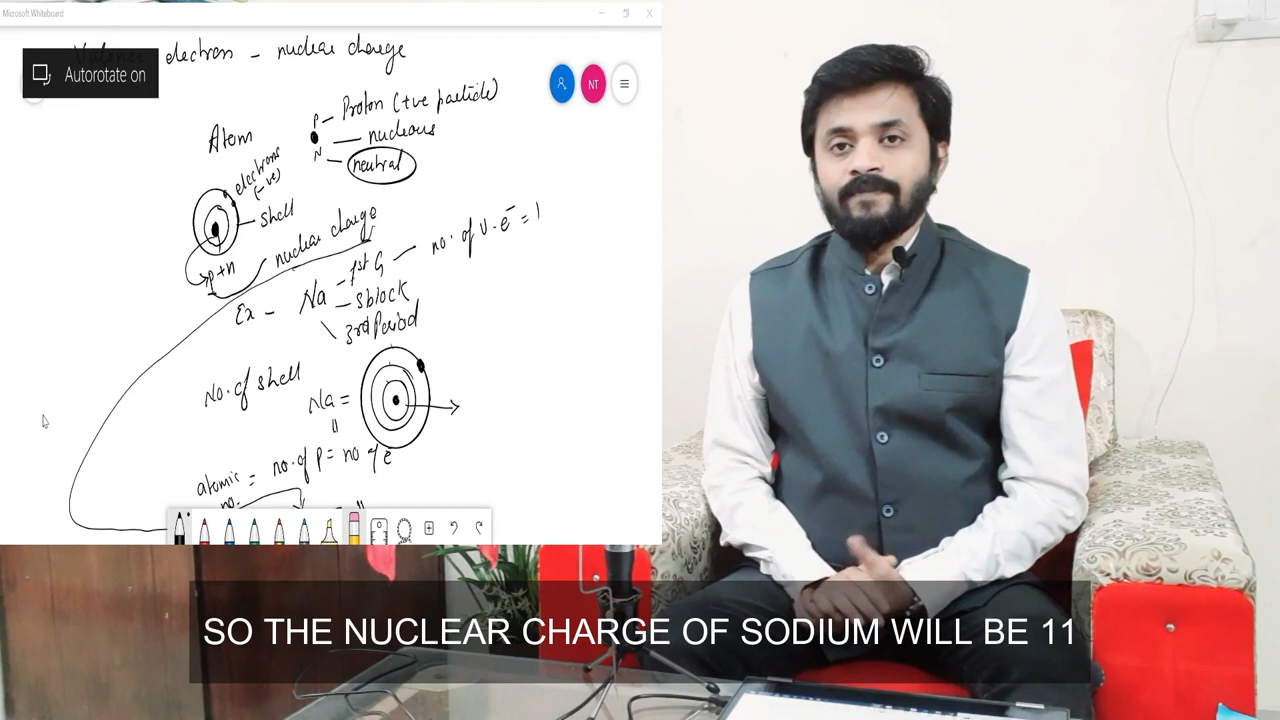 Microsoft Whiteboard
Valence electron - nuclear charge
Autorotate on
NT
P - Proton (+ve particle)
nucleous
N - neutral
Atom
electrons
(-ve)
shell
p+n
nuclear charge
Ex - Na - 1st G - no. of v.e⁻ = 1
- s block
3rd Period
No. of shell
Na =
"
atomic = no. of P = no of e
no.
SO THE NUCLEAR CHARGE OF SODIUM WILL BE 11